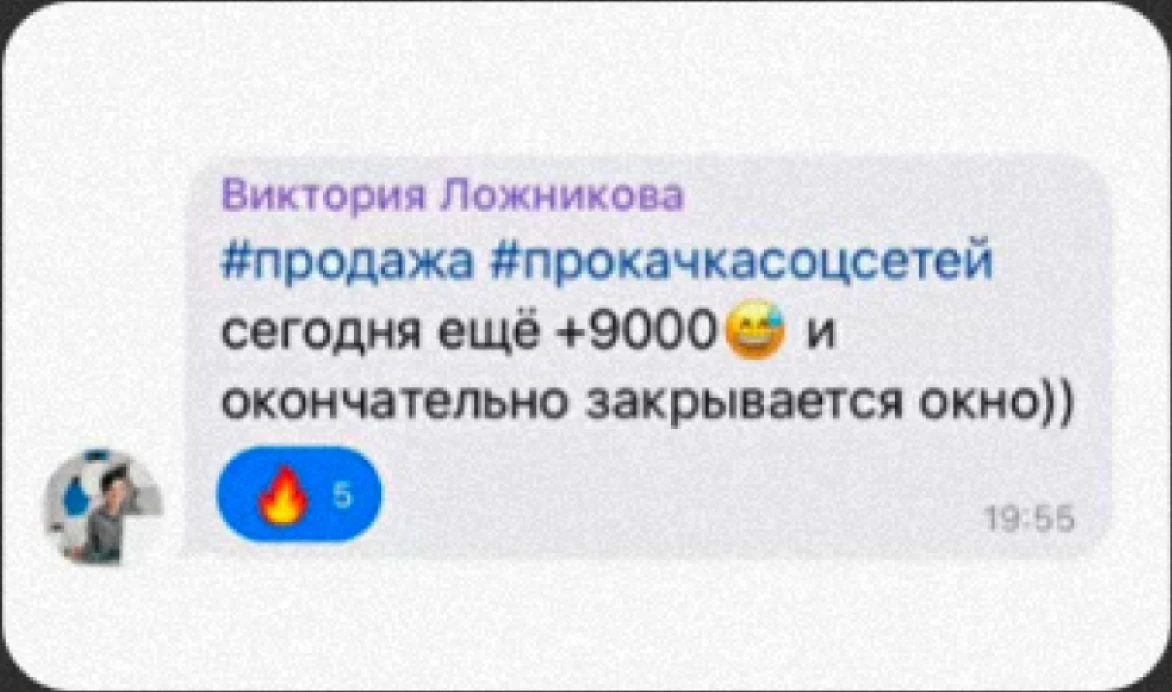 Виктория Ложникова
#продажа #прокачкасоцсетей
сегодня ещё +9000😅 и
окончательно закрывается окно))
🔥 5
19:55